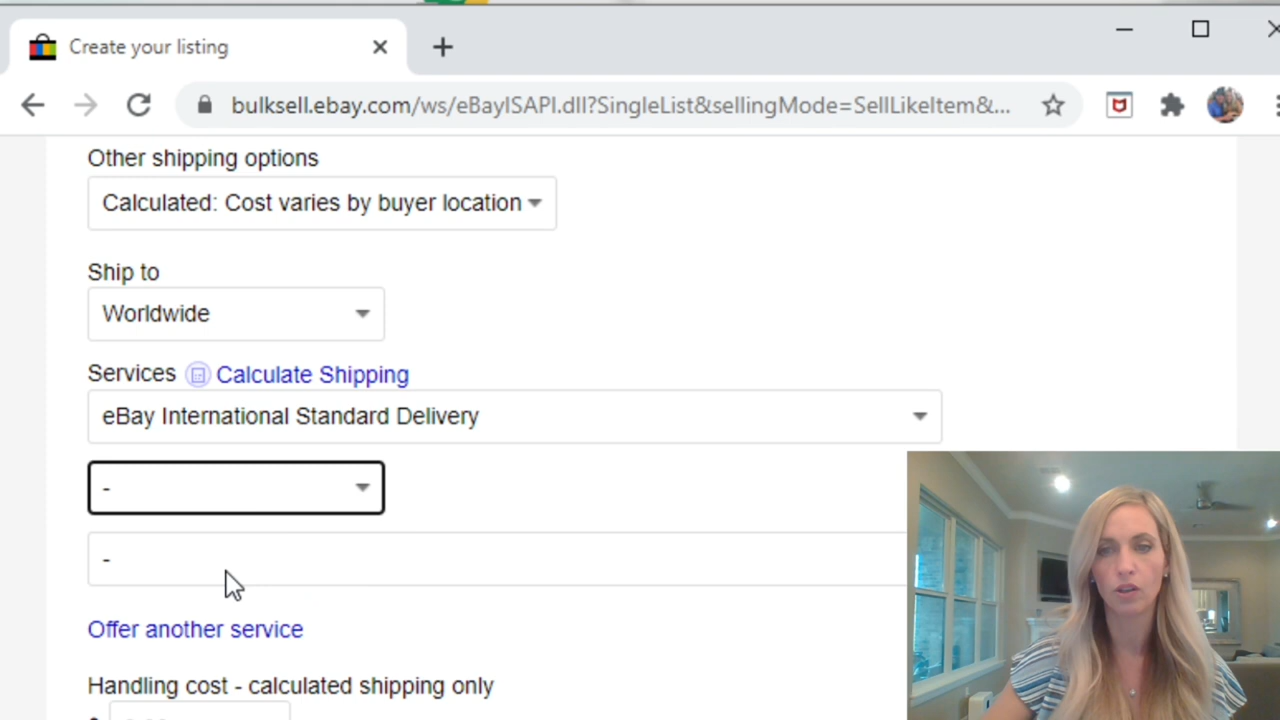 Create your listing
bulksell.ebay.com/ws/eBayISAPI.dll?SingleList&sellingMode=SellLikeItem&...
Other shipping options
Calculated: Cost varies by buyer location
Ship to
Worldwide
Services Calculate Shipping
eBay International Standard Delivery
-
-
Offer another service
Handling cost - calculated shipping only